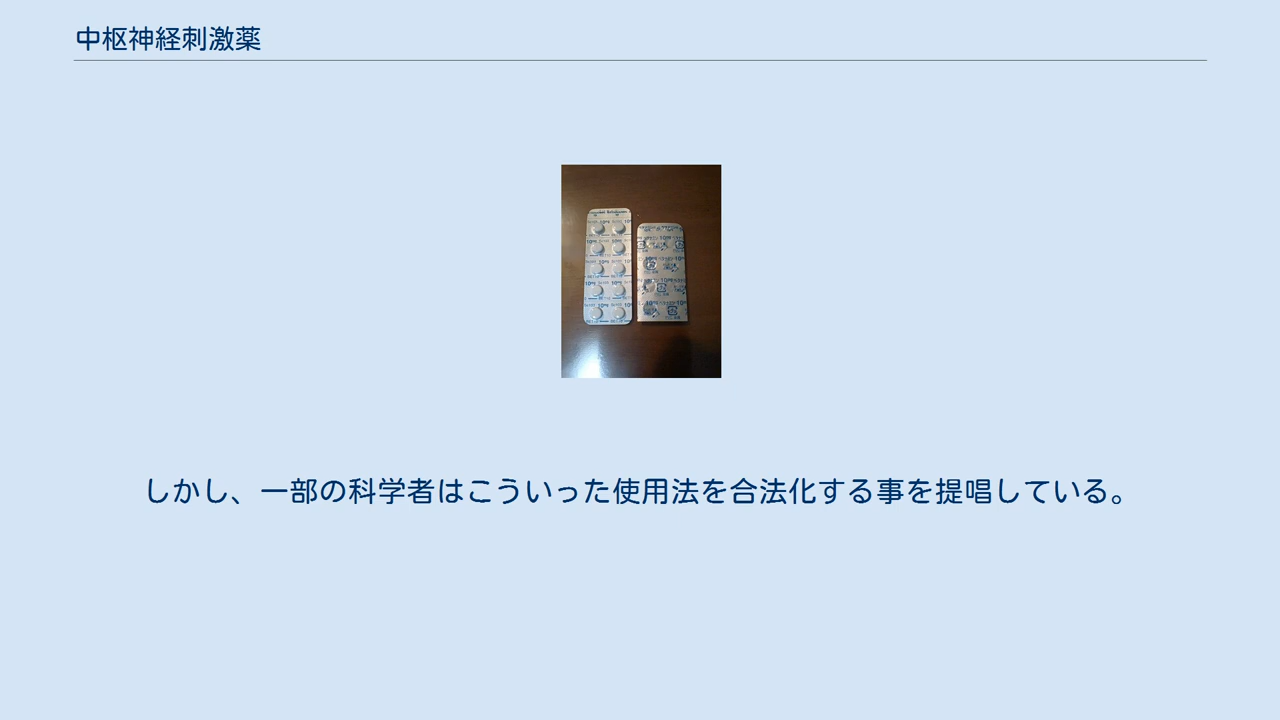 中枢神経刺激薬
10mg
しかし、一部の科学者はこういった使用法を合法化する事を提唱している。